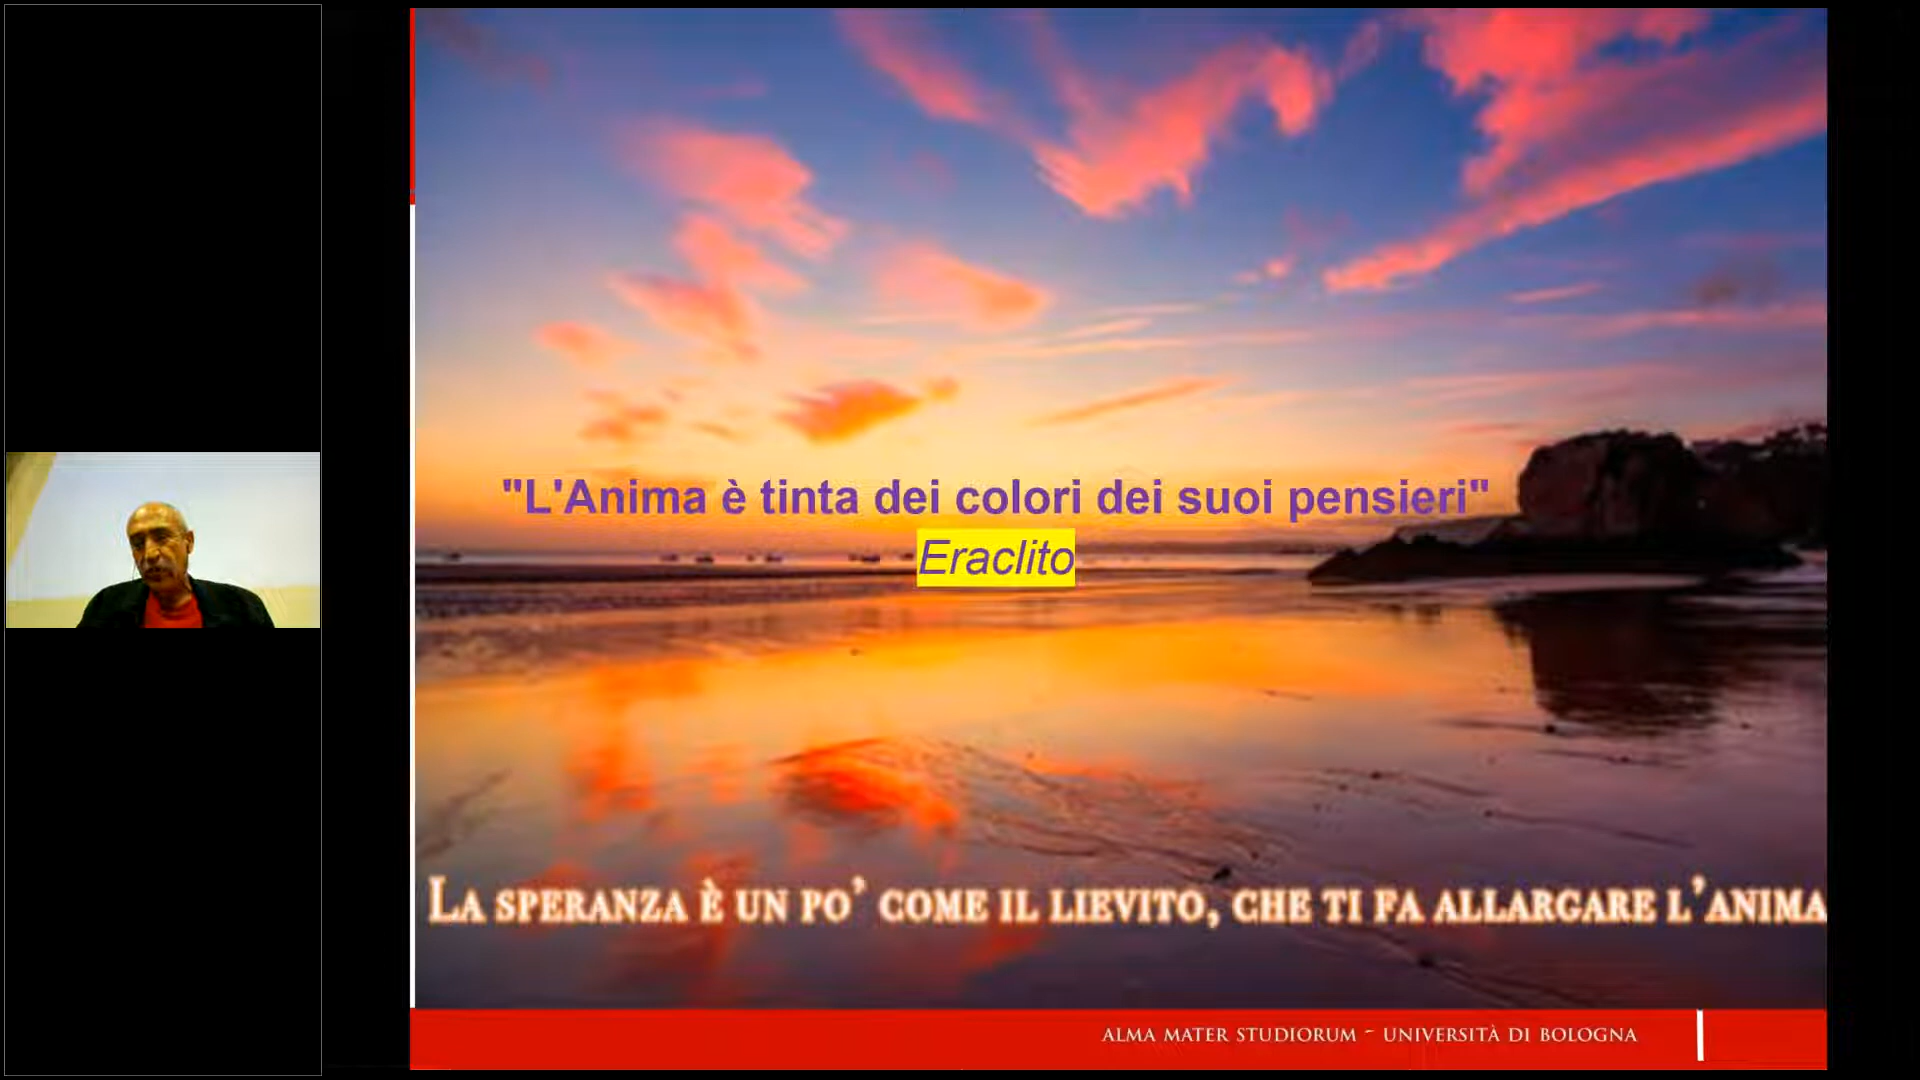 "L'Anima è tinta dei colori dei suoi pensieri"
Eraclito
La speranza è un po’ come il lievito, che ti fa allargare l’anima
ALMA MATER STUDIORUM ~ UNIVERSITÀ DI BOLOGNA